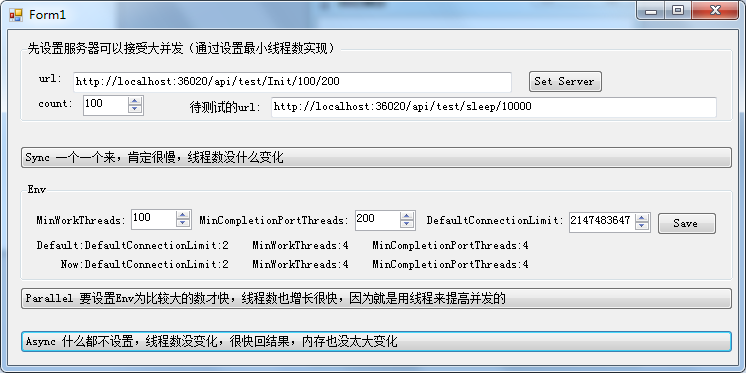 Form1
先设置服务器可以接受大并发（通过设置最小线程数实现）
url: http://localhost:36020/api/test/Init/100/200 Set Server
count: 100 待测试的url: http://localhost:36020/api/test/sleep/10000
Sync 一个一个来，肯定很慢，线程数没什么变化
Env
MinWorkThreads: 100 MinCompletionPortThreads: 200 DefaultConnectionLimit: 2147483647 Save
Default:DefaultConnectionLimit:2 MinWorkThreads:4 MinCompletionPortThreads:4
Now:DefaultConnectionLimit:2 MinWorkThreads:4 MinCompletionPortThreads:4
Parallel 要设置Env为比较大的数才快，线程数也增长很快，因为就是用线程来提高并发的
Async 什么都不设置，线程数没变化，很快回结果，内存也没太大变化